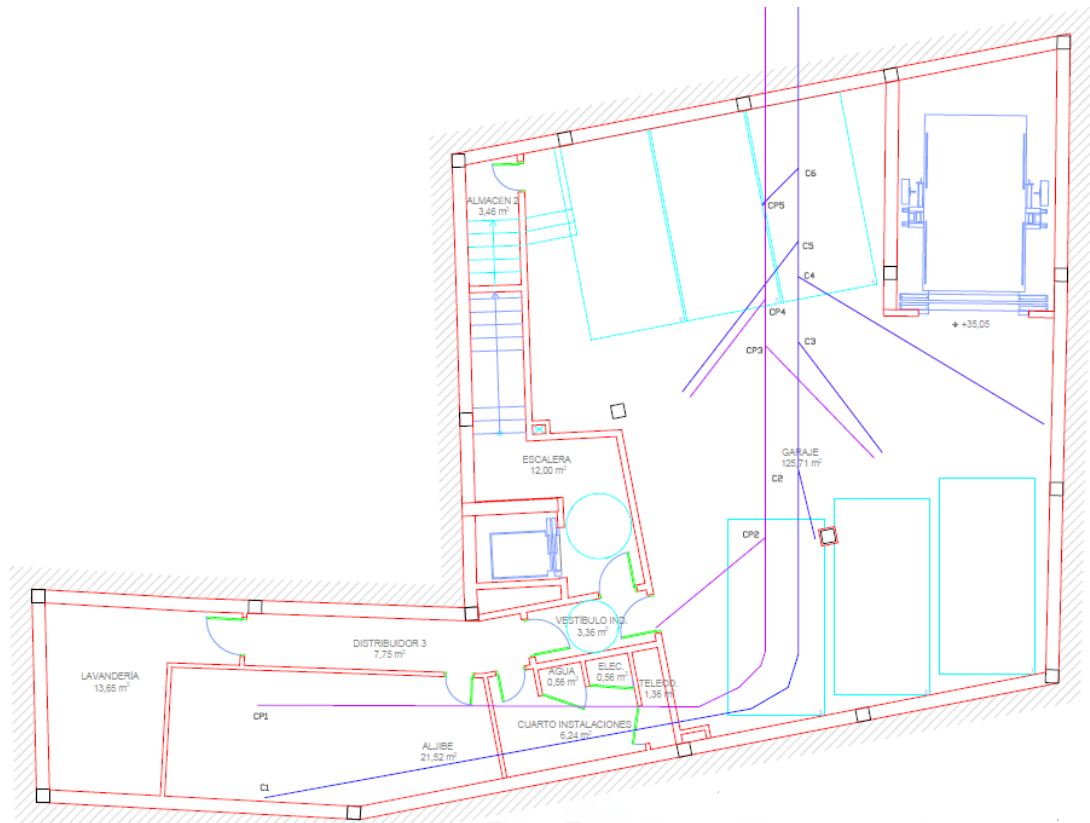 C6
ALMACEN 2
3,46 m²
CP5
C5
C4
CP4
+35,05
CP3
C3
GARAJE
125,71 m²
ESCALERA
12,00 m²
C2
CP2
VESTÍBULO IND.
3,36 m²
DISTRIBUIDOR 3
7,75 m²
LAVANDERÍA
13,65 m²
AGUA
0,56 m²
ELEC.
0,56 m²
TELECO.
1,36 m²
CP1
CUARTO INSTALACIONES
6,24 m²
ALJIBE
21,52 m²
C1